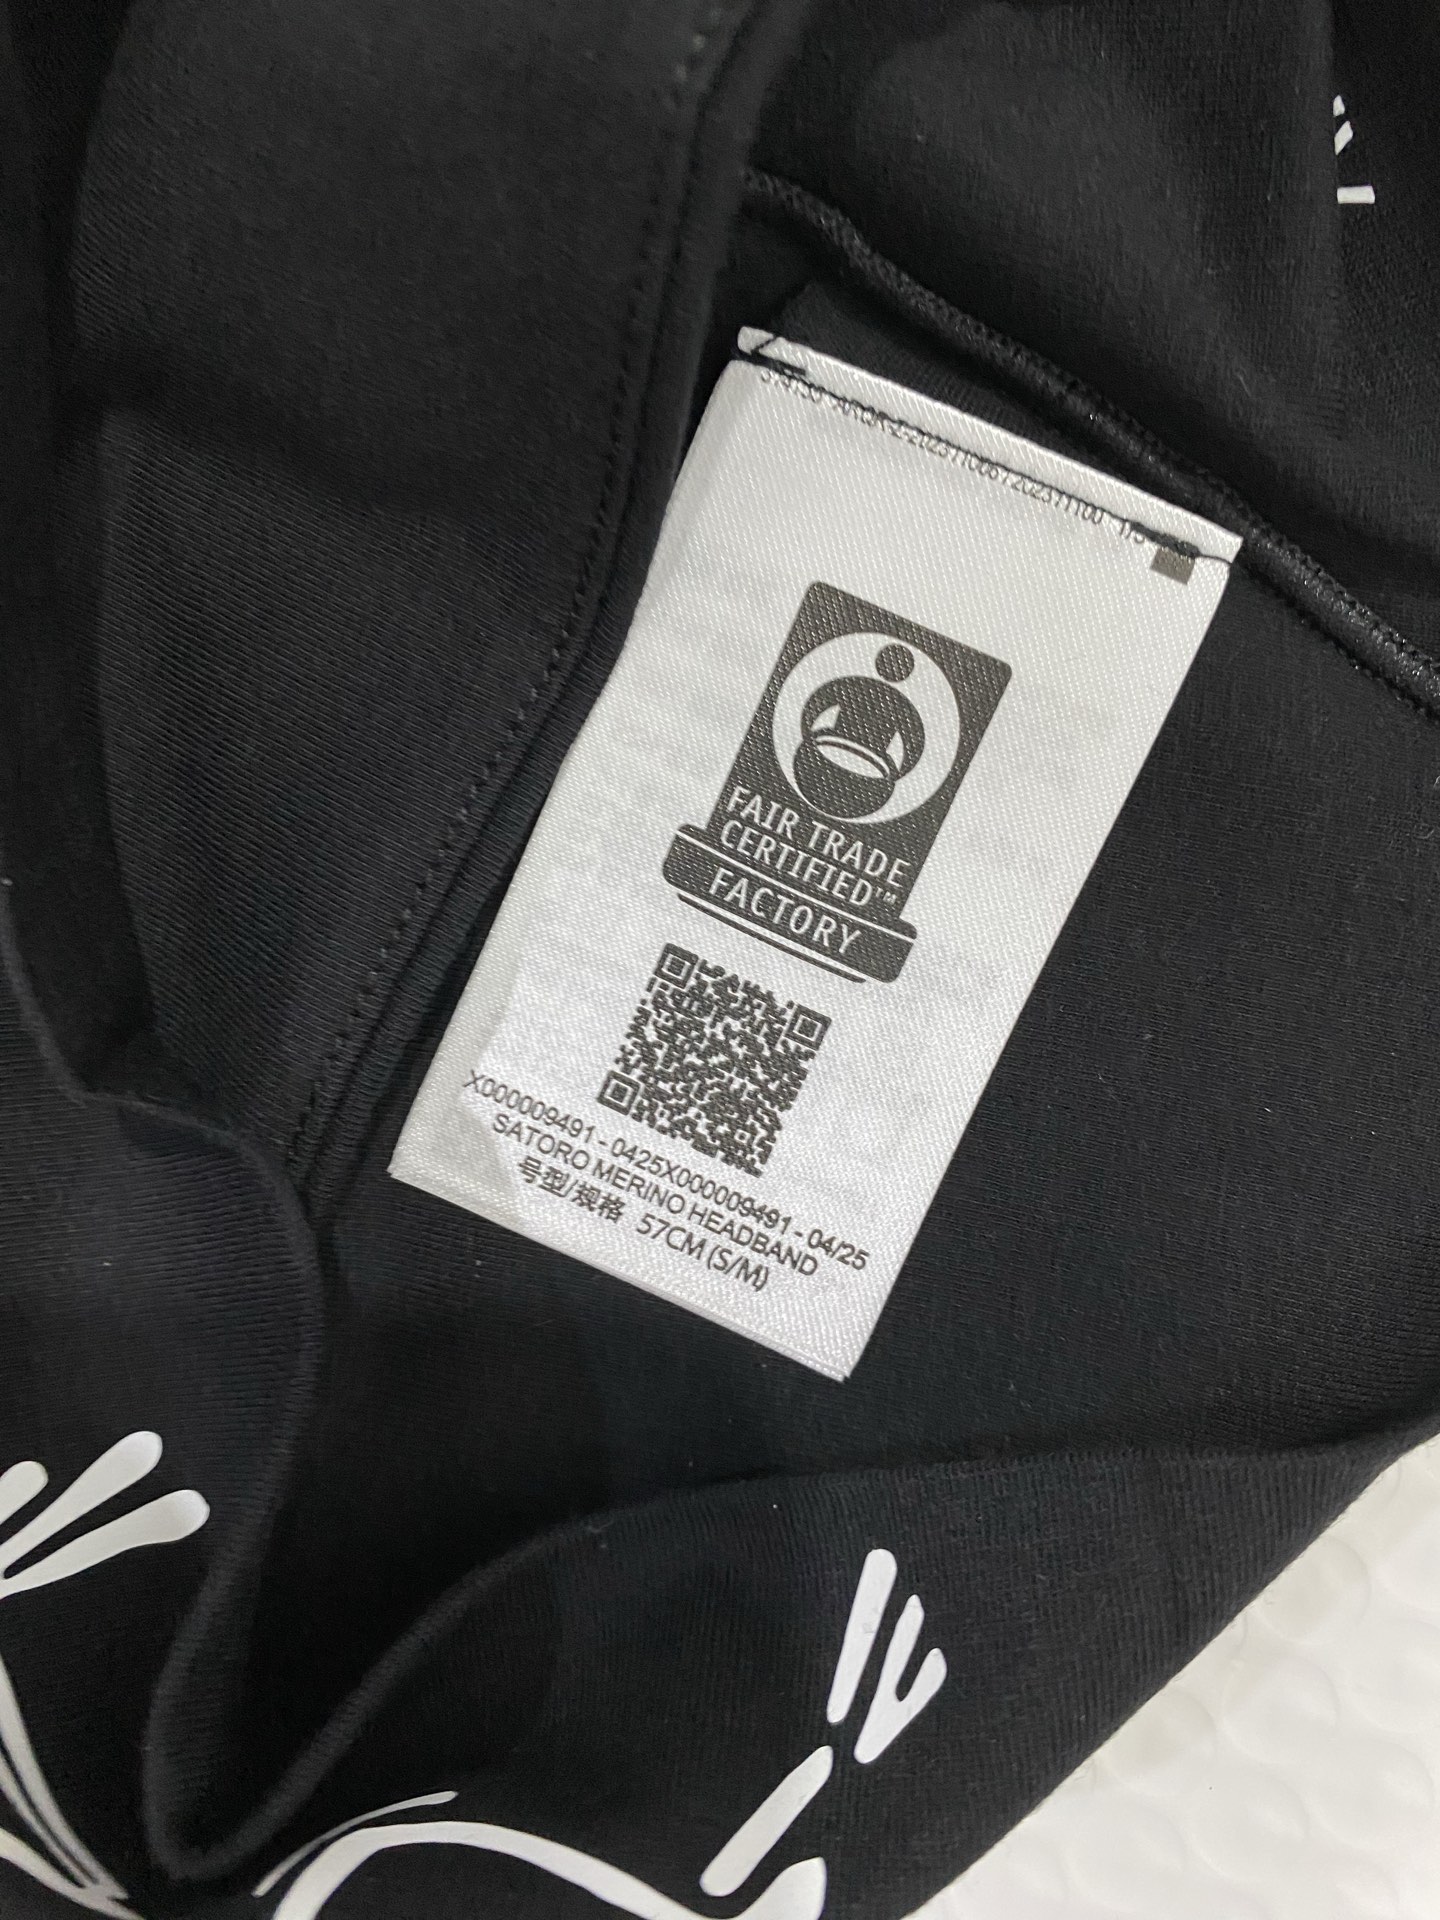 FAIR TRADE
CERTIFIED™
FACTORY
X000009491 - 0425X000009491 - 04/25
SATORO MERINO HEADBAND
号型/规格 57CM (S/M)